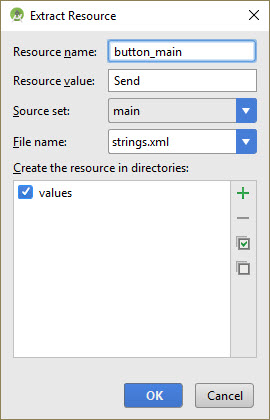 Extract Resource
Resource name: button_main
Resource value: Send
Source set: main
File name: strings.xml
Create the resource in directories:
values
OK Cancel